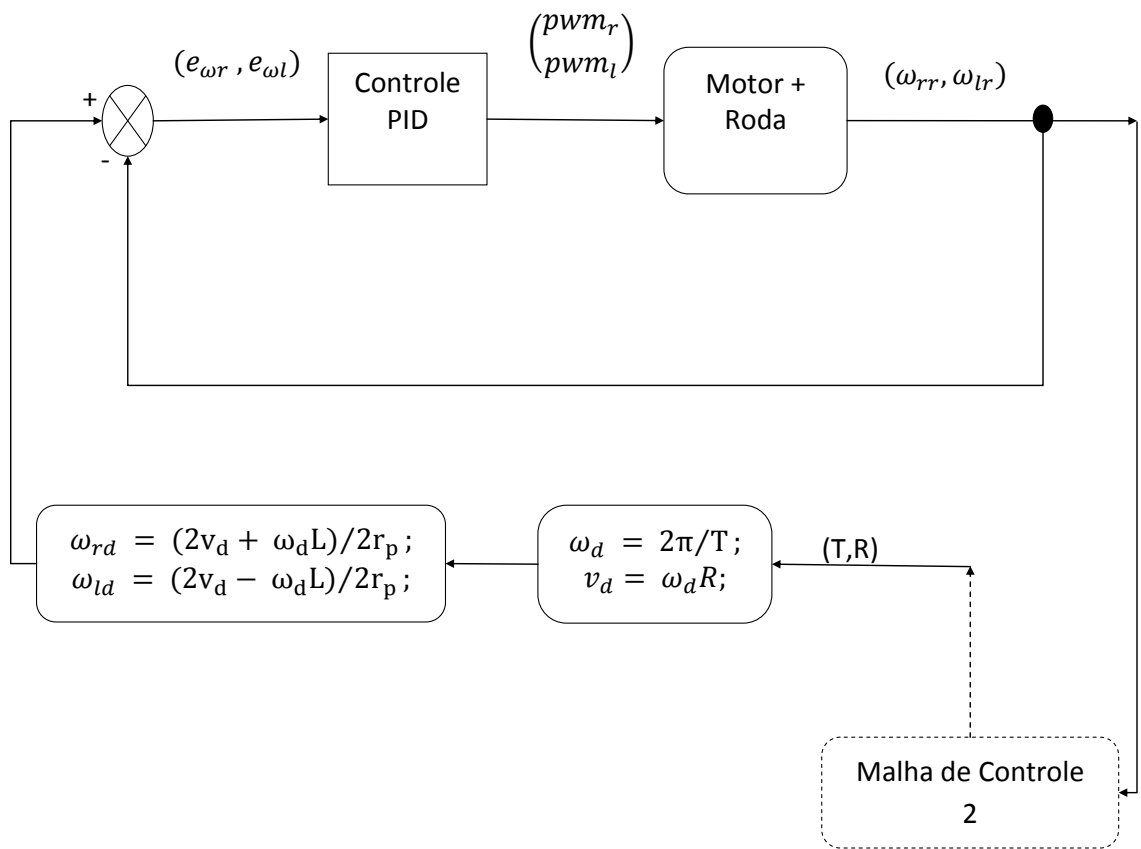 (e_ωr , e_ωl)
(pwm_r
pwm_l)
+
-
Controle
PID
Motor +
Roda
(ω_rr, ω_lr)
ω_rd = (2v_d + ω_dL)/2r_p ;
ω_ld = (2v_d − ω_dL)/2r_p ;
ω_d = 2π/T ;
v_d = ω_dR;
(T,R)
Malha de Controle
2